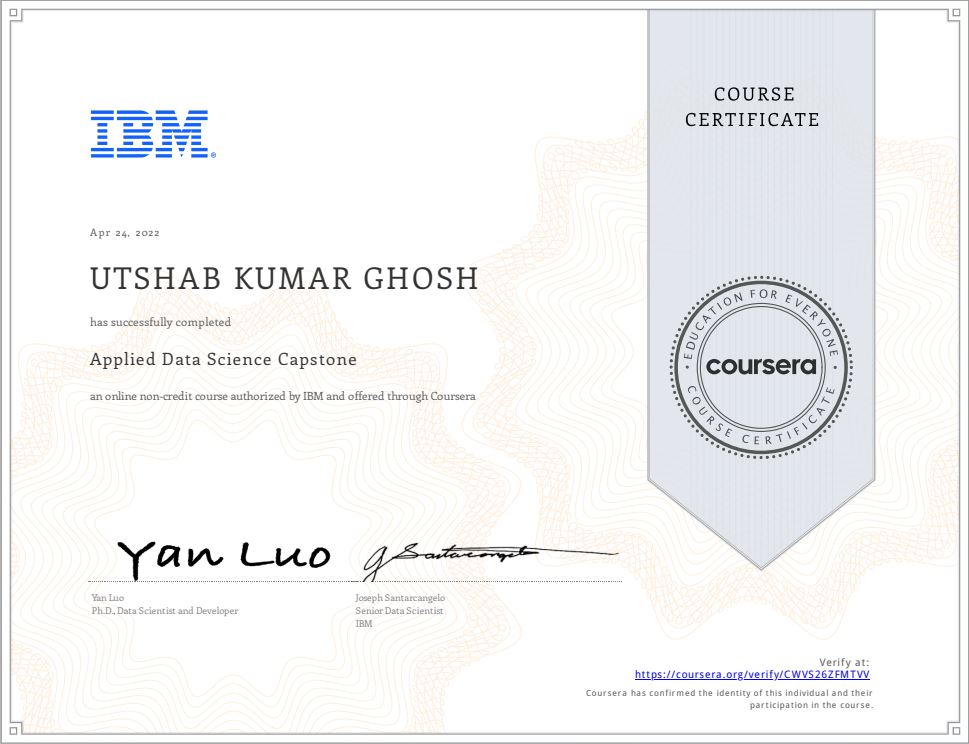 COURSE
CERTIFICATE
IBM®
Apr 24, 2022
UTSHAB KUMAR GHOSH
has successfully completed
Applied Data Science Capstone
an online non-credit course authorized by IBM and offered through Coursera
EDUCATION FOR EVERYONE
coursera
COURSE CERTIFICATE
Yan Luo
J Santarcangelo
Yan Luo
Ph.D., Data Scientist and Developer
Joseph Santarcangelo
Senior Data Scientist
IBM
Verify at:
https://coursera.org/verify/CWVS26ZFMTVV
Coursera has confirmed the identity of this individual and their
participation in the course.